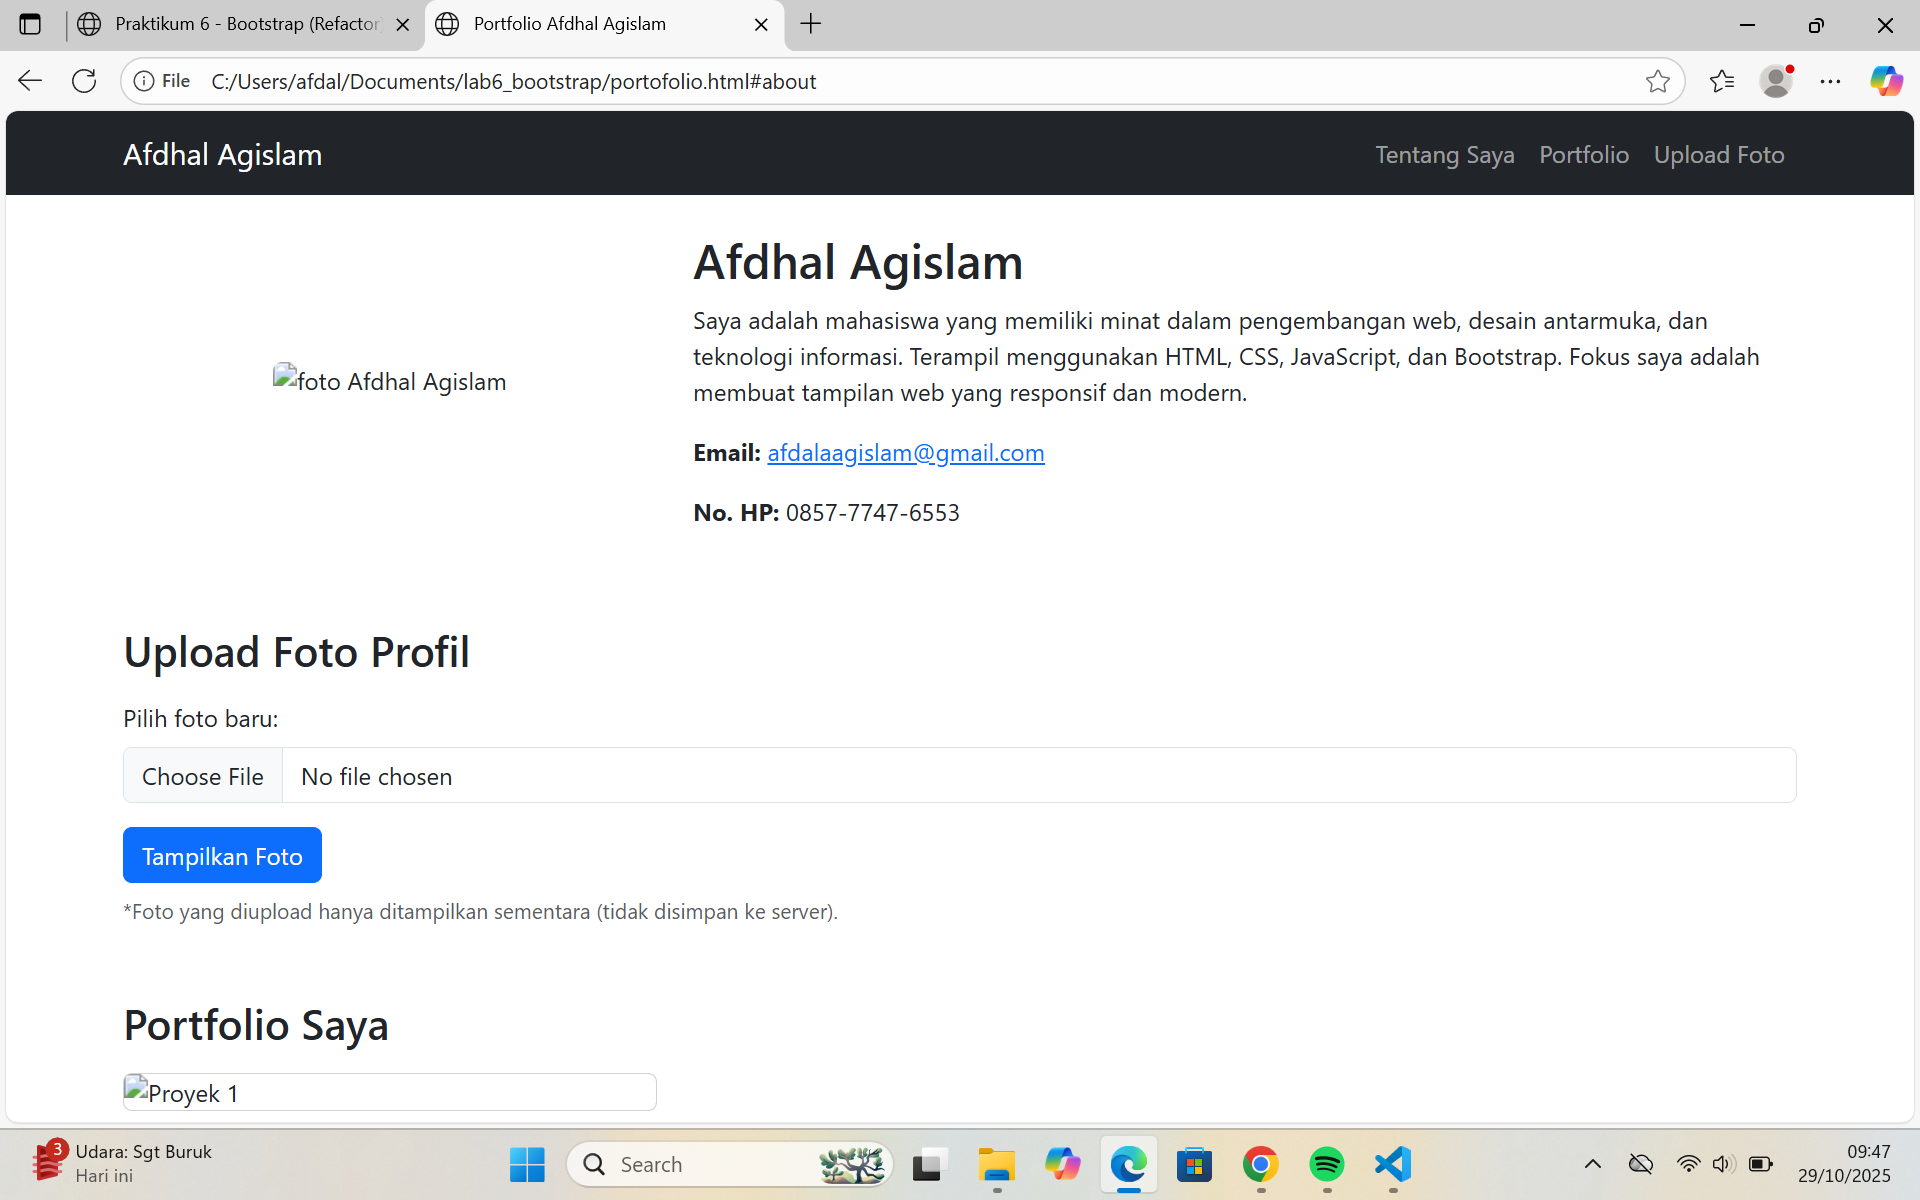 Praktikum 6 - Bootstrap (Refactor
Portfolio Afdhal Agislam
File
C:/Users/afdal/Documents/lab6_bootstrap/portofolio.html#about
Afdhal Agislam
Tentang Saya
Portfolio
Upload Foto
foto Afdhal Agislam
Afdhal Agislam
Saya adalah mahasiswa yang memiliki minat dalam pengembangan web, desain antarmuka, dan
teknologi informasi. Terampil menggunakan HTML, CSS, JavaScript, dan Bootstrap. Fokus saya adalah
membuat tampilan web yang responsif dan modern.
Email: afdalaagislam@gmail.com
No. HP: 0857-7747-6553
Upload Foto Profil
Pilih foto baru:
Choose File
No file chosen
Tampilkan Foto
*Foto yang diupload hanya ditampilkan sementara (tidak disimpan ke server).
Portfolio Saya
Proyek 1
3
Udara: Sgt Buruk
Hari ini
Search
09:47
29/10/2025